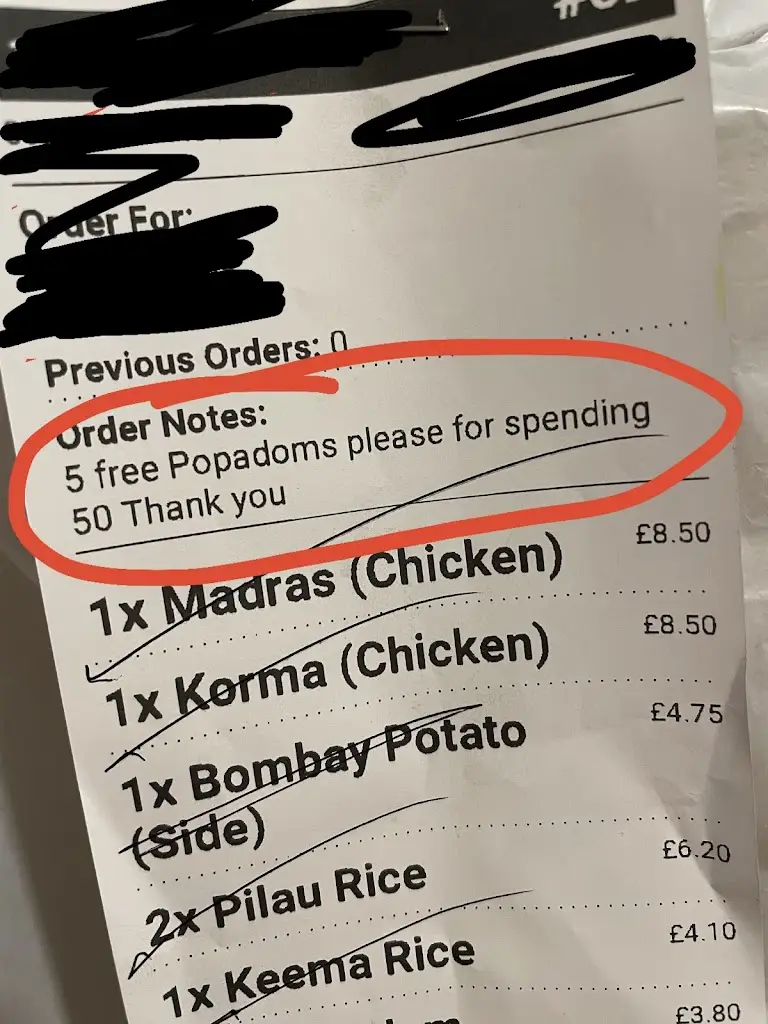 Order For:
Previous Orders: 0
Order Notes:
5 free Popadoms please for spending
50 Thank you
1x Madras (Chicken) £8.50
1x Korma (Chicken) £8.50
1x Bombay Potato £4.75
(Side)
2x Pilau Rice £6.20
1x Keema Rice £4.10
£3.80